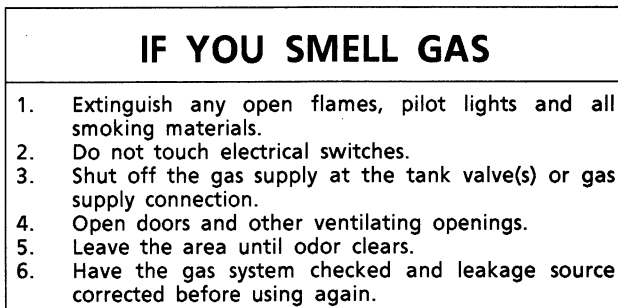 IF YOU SMELL GAS
1. Extinguish any open flames, pilot lights and all
smoking materials.
2. Do not touch electrical switches.
3. Shut off the gas supply at the tank valve(s) or gas
supply connection.
4. Open doors and other ventilating openings.
5. Leave the area until odor clears.
6. Have the gas system checked and leakage source
corrected before using again.